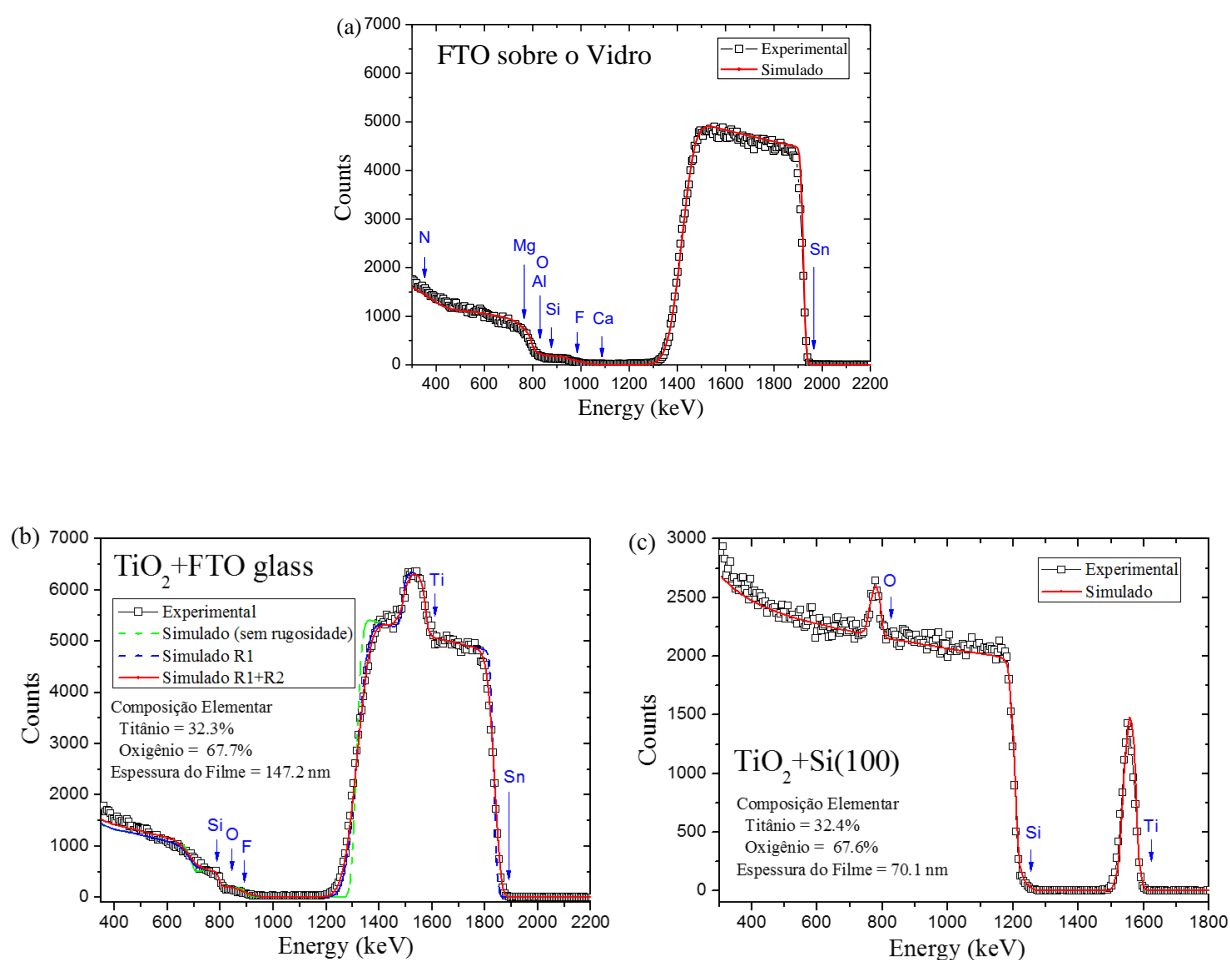 (a)
FTO sobre o Vidro
Experimental
Simulado
N
Mg
O
Al
Si
F
Ca
Sn
Counts
0
1000
2000
3000
4000
5000
6000
7000
400 600 800 1000 1200 1400 1600 1800 2000 2200
Energy (keV)
(b)
TiO2+FTO glass
Experimental
Simulado (sem rugosidade)
Simulado R1
Simulado R1+R2
Composição Elementar
Titânio = 32.3%
Oxigênio = 67.7%
Espessura do Filme = 147.2 nm
Si
O
F
Ti
Sn
Counts
0
1000
2000
3000
4000
5000
6000
7000
400 600 800 1000 1200 1400 1600 1800 2000 2200
Energy (keV)
(c)
Experimental
Simulado
O
TiO2+Si(100)
Composição Elementar
Titânio = 32.4%
Oxigênio = 67.6%
Espessura do Filme = 70.1 nm
Si
Ti
Counts
0
500
1000
1500
2000
2500
3000
400 600 800 1000 1200 1400 1600 1800
Energy (keV)